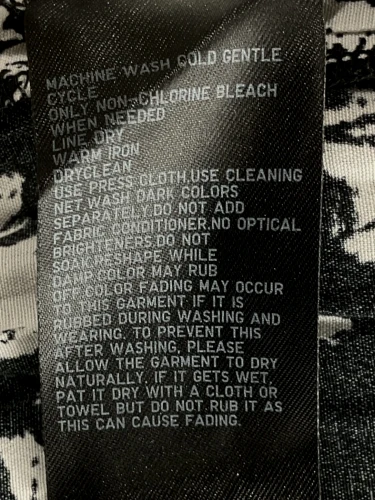 MACHINE WASH COLD GENTLE
CYCLE
ONLY NON-CHLORINE BLEACH
WHEN NEEDED
LINE DRY
WARM IRON
DRYCLEAN
USE PRESS CLOTH,USE CLEANING
NET.WASH DARK COLORS
SEPARATELY.DO NOT ADD
FABRIC CONDITIONER.NO OPTICAL
BRIGHTENERS.DO NOT
SOAK.RESHAPE WHILE
DAMP.COLOR MAY RUB
OFF.COLOR FADING MAY OCCUR
TO THIS GARMENT IF IT IS
RUBBED DURING WASHING AND
WEARING. TO PREVENT THIS
AFTER WASHING, PLEASE
ALLOW THE GARMENT TO DRY
NATURALLY. IF IT GETS WET,
PAT IT DRY WITH A CLOTH OR
TOWEL BUT DO NOT RUB IT AS
THIS CAN CAUSE FADING.